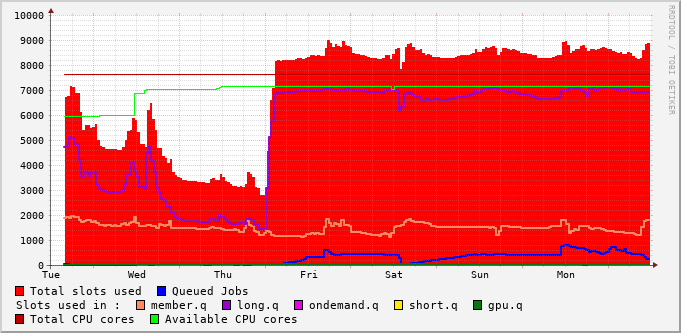 10000
9000
8000
7000
6000
5000
4000
3000
2000
1000
0
Tue Wed Thu Fri Sat Sun Mon
RRDTOOL / TOBI OETIKER
Total slots used Queued Jobs
Slots used in : member.q long.q ondemand.q short.q gpu.q
Total CPU cores Available CPU cores